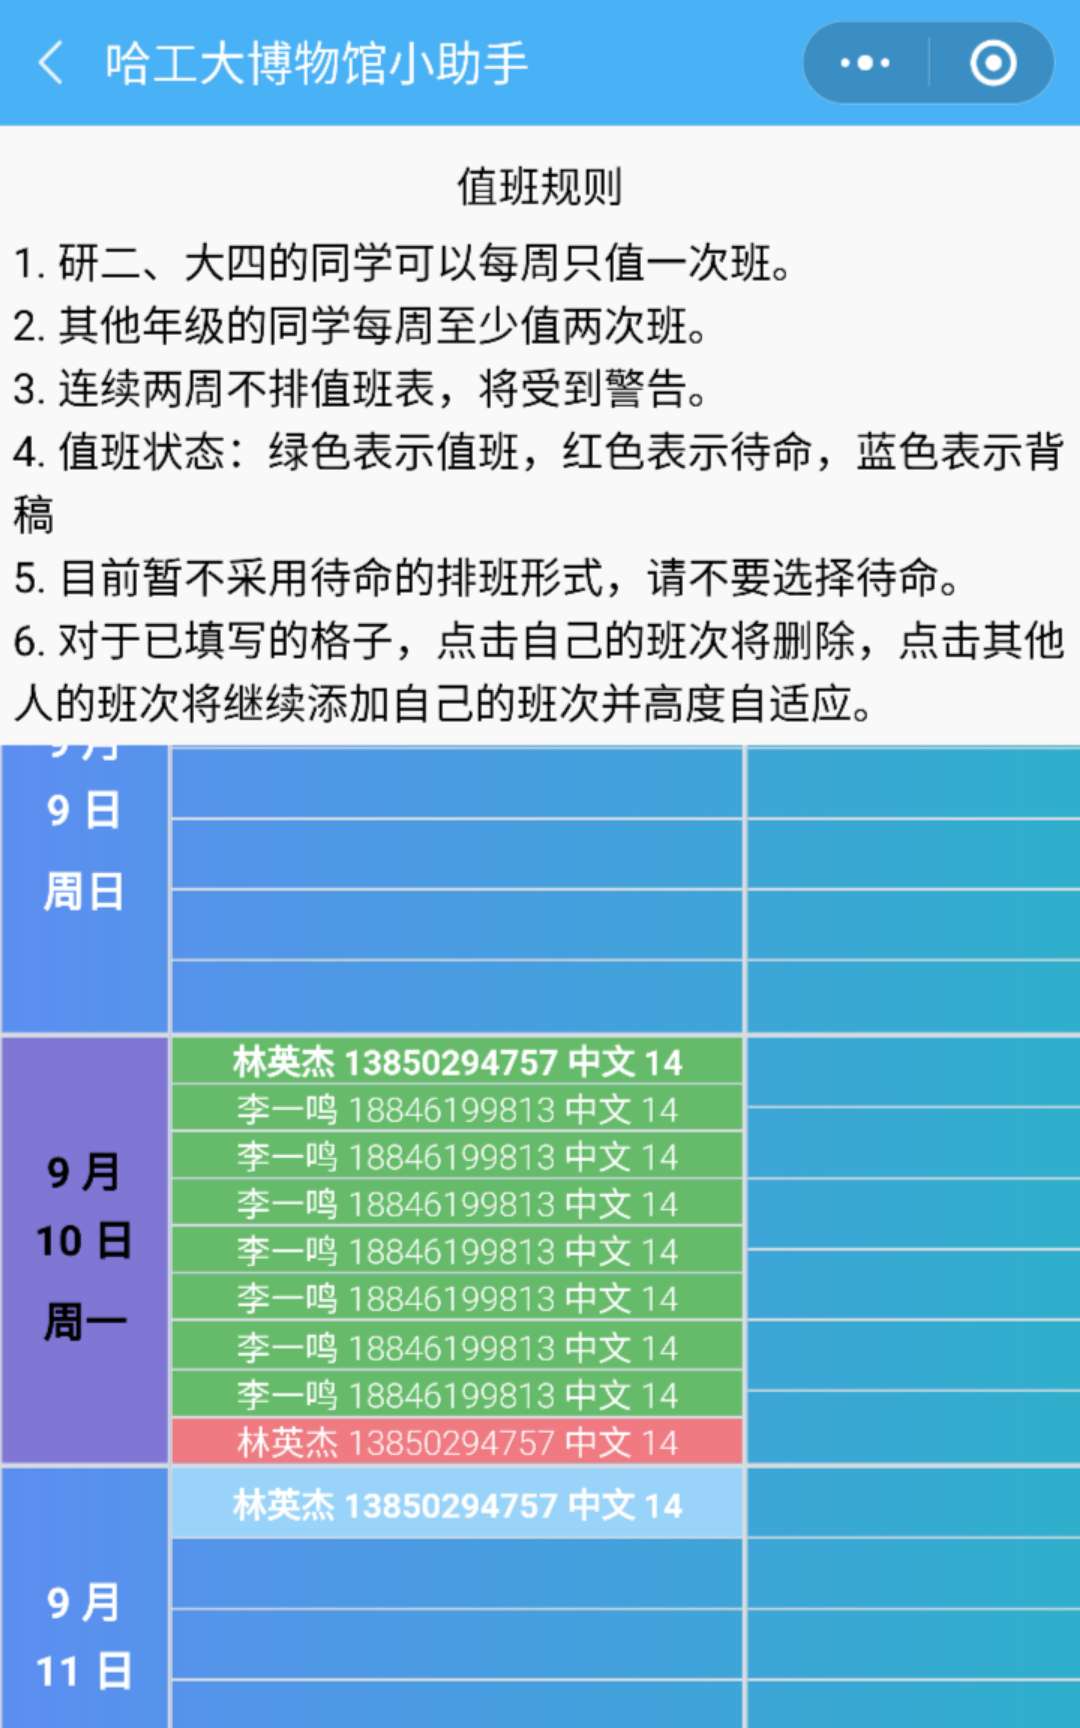 哈工大博物馆小助手
值班规则
1. 研二、大四的同学可以每周只值一次班。
2. 其他年级的同学每周至少值两次班。
3. 连续两周不排值班表，将受到警告。
4. 值班状态：绿色表示值班，红色表示待命，蓝色表示背
稿
5. 目前暂不采用待命的排班形式，请不要选择待命。
6. 对于已填写的格子，点击自己的班次将删除，点击其他
人的班次将继续添加自己的班次并高度自适应。
9 月
9 日
周日
9 月
10 日
周一
林英杰 13850294757 中文 14
李一鸣 18846199813 中文 14
李一鸣 18846199813 中文 14
李一鸣 18846199813 中文 14
李一鸣 18846199813 中文 14
李一鸣 18846199813 中文 14
李一鸣 18846199813 中文 14
李一鸣 18846199813 中文 14
林英杰 13850294757 中文 14
9 月
11 日
林英杰 13850294757 中文 14